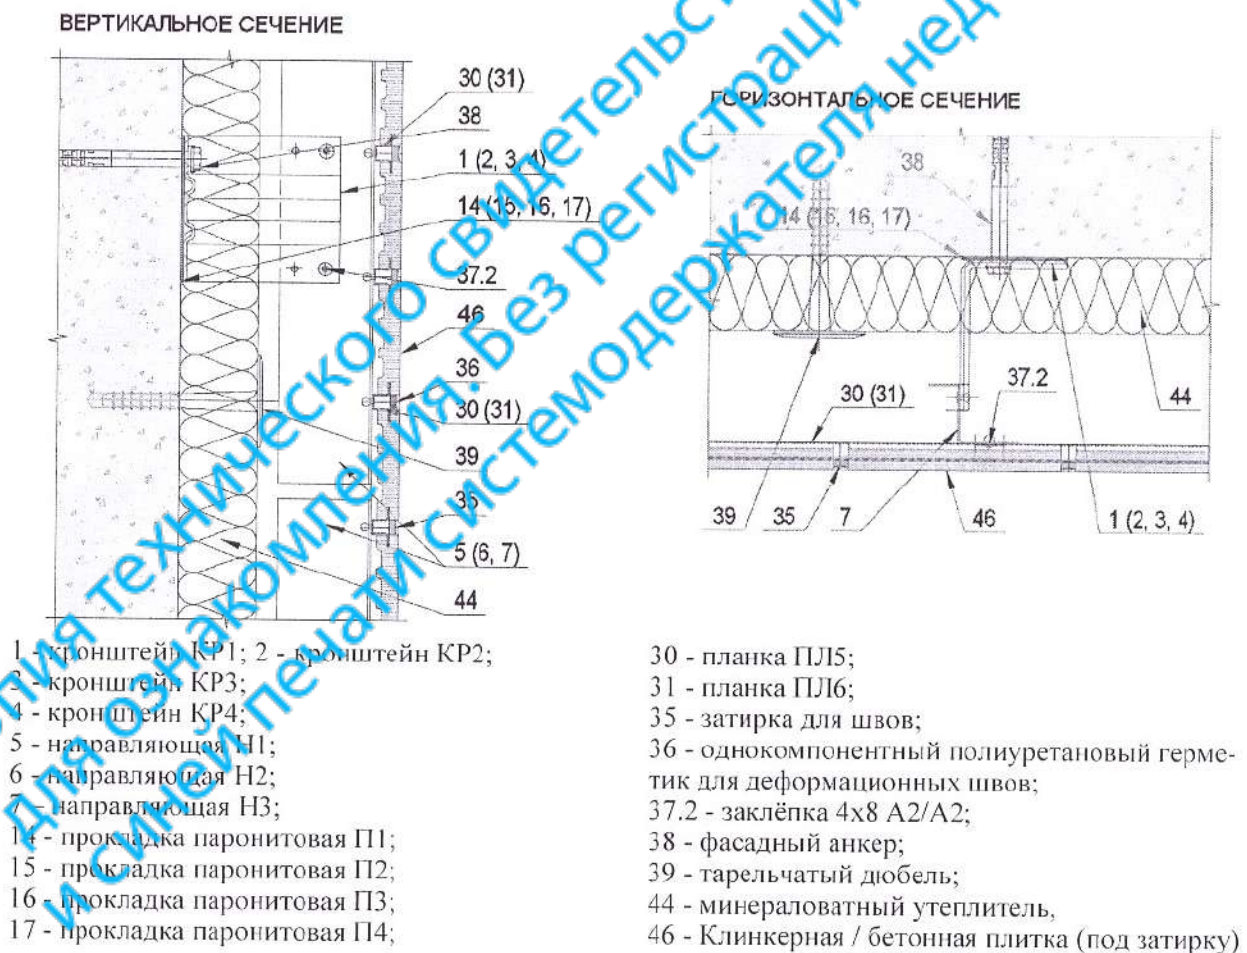 ВЕРТИКАЛЬНОЕ СЕЧЕНИЕ
30 (31)
38
1 (2, 3, 4)
14 (15, 16, 17)
37.2
46
36
30 (31)
39
35
5 (6, 7)
44
ГОРИЗОНТАЛЬНОЕ СЕЧЕНИЕ
38
14 (16, 16, 17)
37.2
30 (31)
44
39
35
7
46
1 (2, 3, 4)
1 - кронштейн КР1; 2 - кронштейн КР2;
3 - кронштейн КР3;
4 - кронштейн КР4;
5 - направляющая Н1;
6 - направляющая Н2;
7 - направляющая Н3;
14 - прокладка паронитовая П1;
15 - прокладка паронитовая П2;
16 - прокладка паронитовая П3;
17 - прокладка паронитовая П4;
30 - планка ПЛ5;
31 - планка ПЛ6;
35 - затирка для швов;
36 - однокомпонентный полиуретановый герме-
тик для деформационных швов;
37.2 - заклёпка 4х8 А2/А2;
38 - фасадный анкер;
39 - тарельчатый дюбель;
44 - минераловатный утеплитель,
46 - Клинкерная / бетонная плитка (под затирку)
технического свидетельст
для ознакомления. Без регистраци
и синей печати системодержателя нед